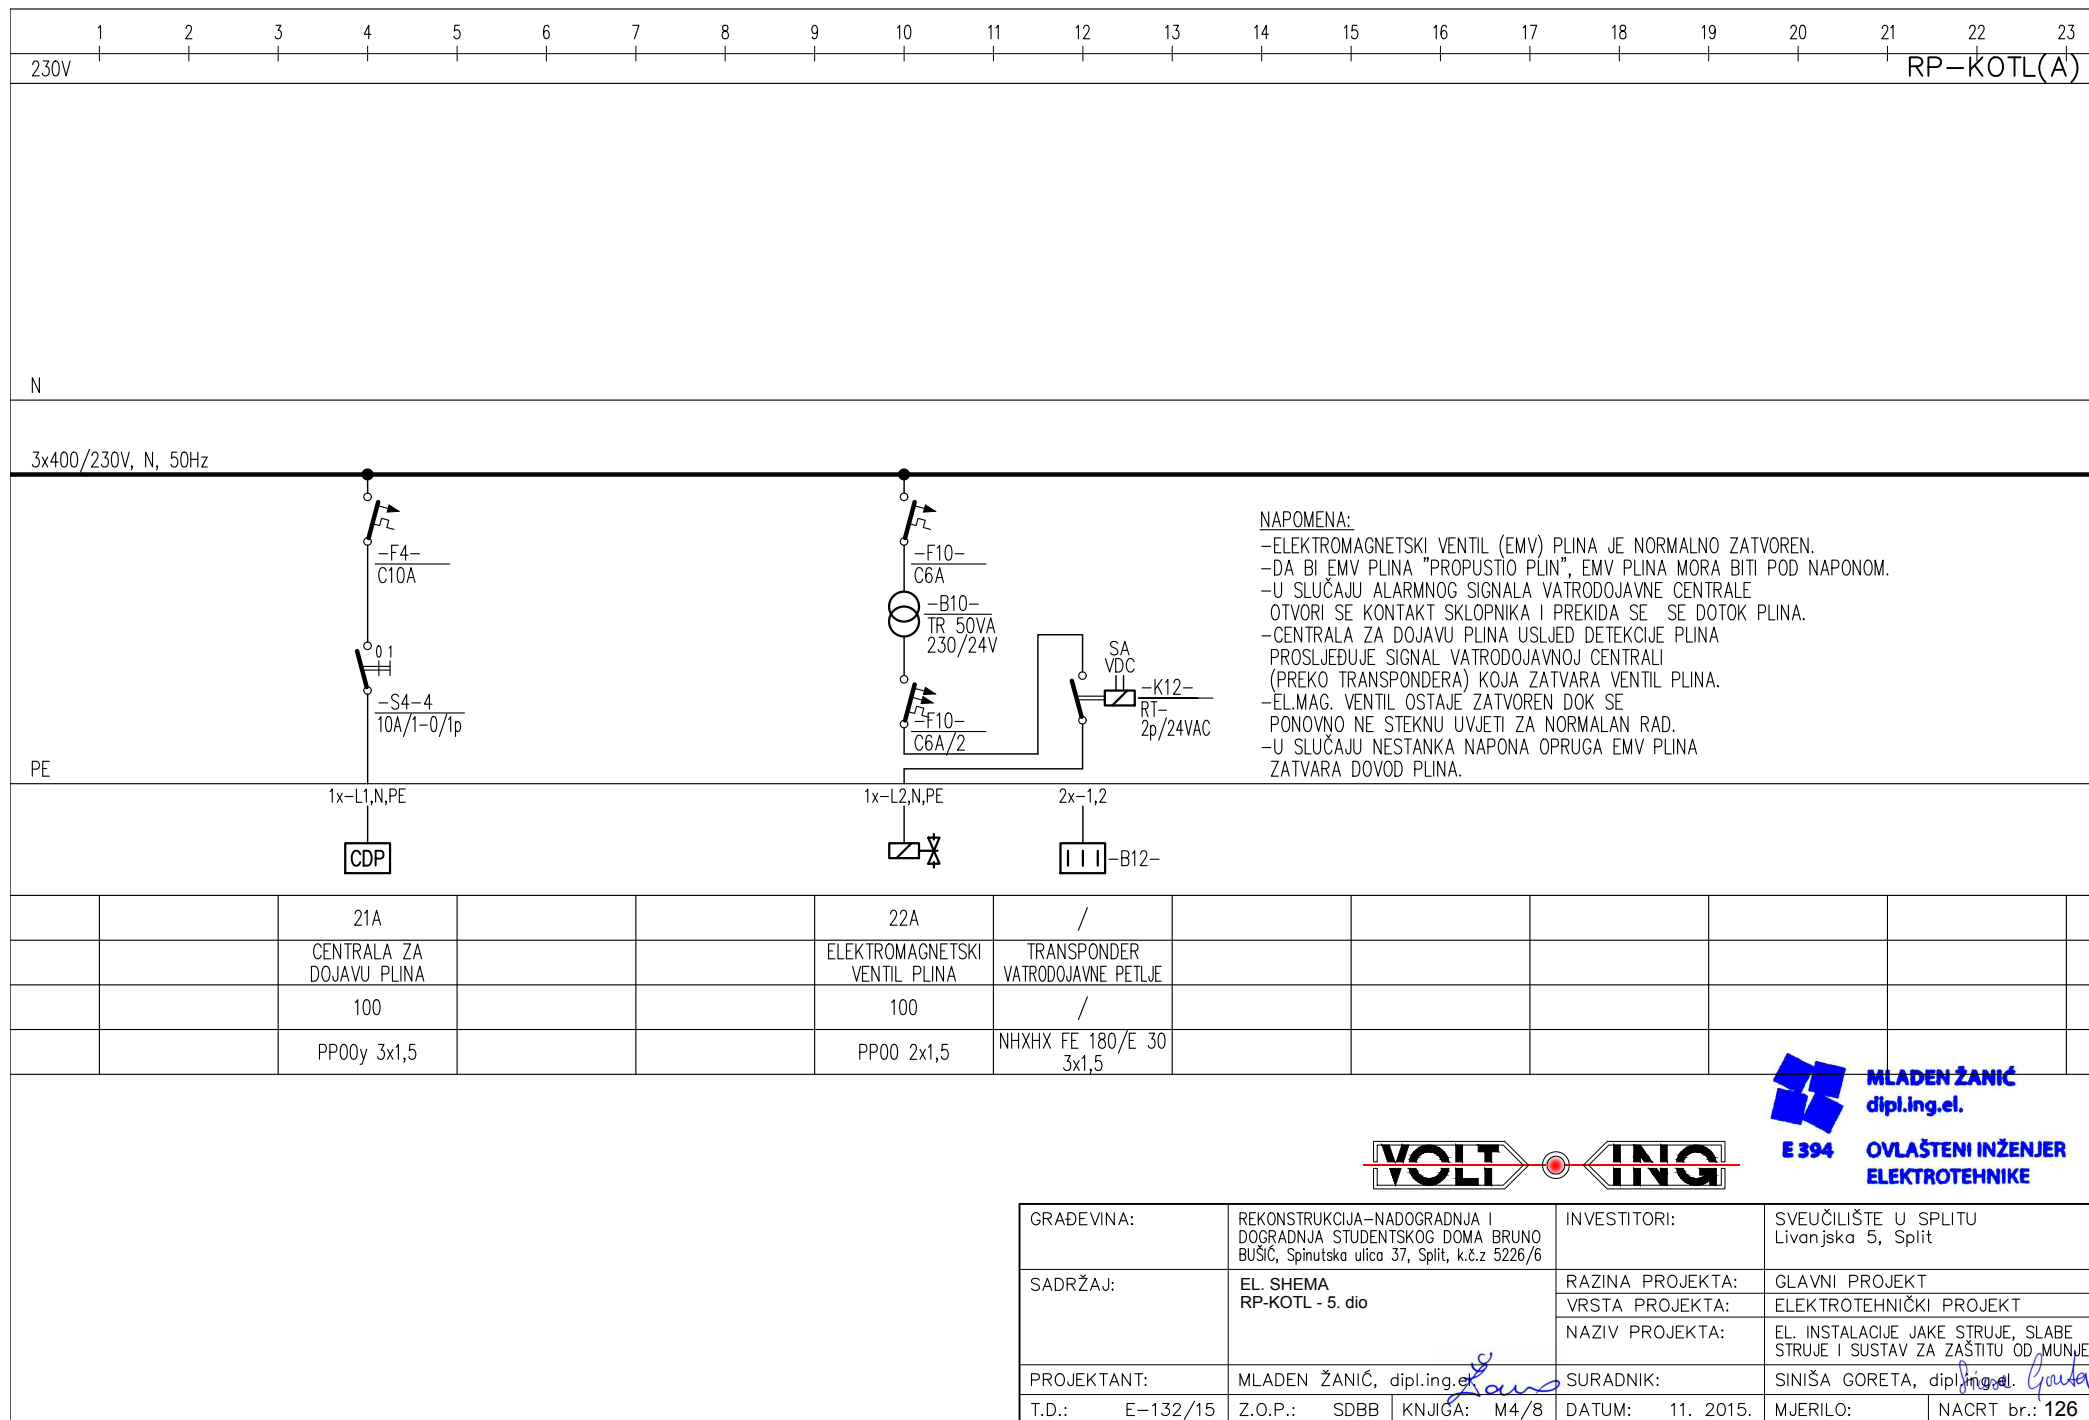 1 2 3 4 5 6 7 8 9 10 11 12 13 14 15 16 17 18 19 20 21 22 23
230V
RP-KOTL(A)
N
3x400/230V, N, 50Hz
-F4-
C10A
0 1
-S4-4
10A/1-0/1p
-F10-
C6A
-B10-
TR 50VA
230/24V
-F10-
C6A/2
SA
VDC
-K12-
RT-
2p/24VAC
NAPOMENA:
-ELEKTROMAGNETSKI VENTIL (EMV) PLINA JE NORMALNO ZATVOREN.
-DA BI EMV PLINA "PROPUSTIO PLIN", EMV PLINA MORA BITI POD NAPONOM.
-U SLUČAJU ALARMNOG SIGNALA VATRODOJAVNE CENTRALE
OTVORI SE KONTAKT SKLOPNIKA I PREKIDA SE SE DOTOK PLINA.
-CENTRALA ZA DOJAVU PLINA USLJED DETEKCIJE PLINA
PROSLJEĐUJE SIGNAL VATRODOJAVNOJ CENTRALI
(PREKO TRANSPONDERA) KOJA ZATVARA VENTIL PLINA.
-EL.MAG. VENTIL OSTAJE ZATVOREN DOK SE
PONOVNO NE STEKNU UVJETI ZA NORMALAN RAD.
-U SLUČAJU NESTANKA NAPONA OPRUGA EMV PLINA
ZATVARA DOVOD PLINA.
PE
1x-L1,N,PE
1x-L2,N,PE
2x-1,2
CDP
-B12-
21A
22A
/
CENTRALA ZA
DOJAVU PLINA
ELEKTROMAGNETSKI
VENTIL PLINA
TRANSPONDER
VATRODOJAVNE PETLJE
100
100
/
PP00y 3x1,5
PP00 2x1,5
NHXHX FE 180/E 30
3x1,5
MLADEN ŽANIĆ
dipl.ing.el.
E 394
OVLAŠTENI INŽENJER
ELEKTROTEHNIKE
VOLT ING
GRAĐEVINA:
REKONSTRUKCIJA-NADOGRADNJA I
DOGRADNJA STUDENTSKOG DOMA BRUNO
BUŠIĆ, Spinutska ulica 37, Split, k.č.z 5226/6
INVESTITORI:
SVEUČILIŠTE U SPLITU
Livanjska 5, Split
SADRŽAJ:
EL. SHEMA
RP-KOTL - 5. dio
RAZINA PROJEKTA:
GLAVNI PROJEKT
VRSTA PROJEKTA:
ELEKTROTEHNIČKI PROJEKT
NAZIV PROJEKTA:
EL. INSTALACIJE JAKE STRUJE, SLABE
STRUJE I SUSTAV ZA ZAŠTITU OD MUNJE
PROJEKTANT:
MLADEN ŽANIĆ, dipl.ing.el.
SURADNIK:
SINIŠA GORETA, dipl.ing.el.
T.D.: E-132/15
Z.O.P.: SDBB
KNJIGA: M4/8
DATUM: 11. 2015.
MJERILO:
NACRT br.: 126